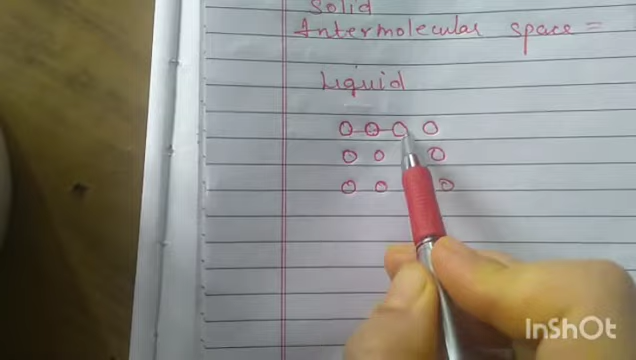 Solid
Intermolecular space =
Liquid
InShOt